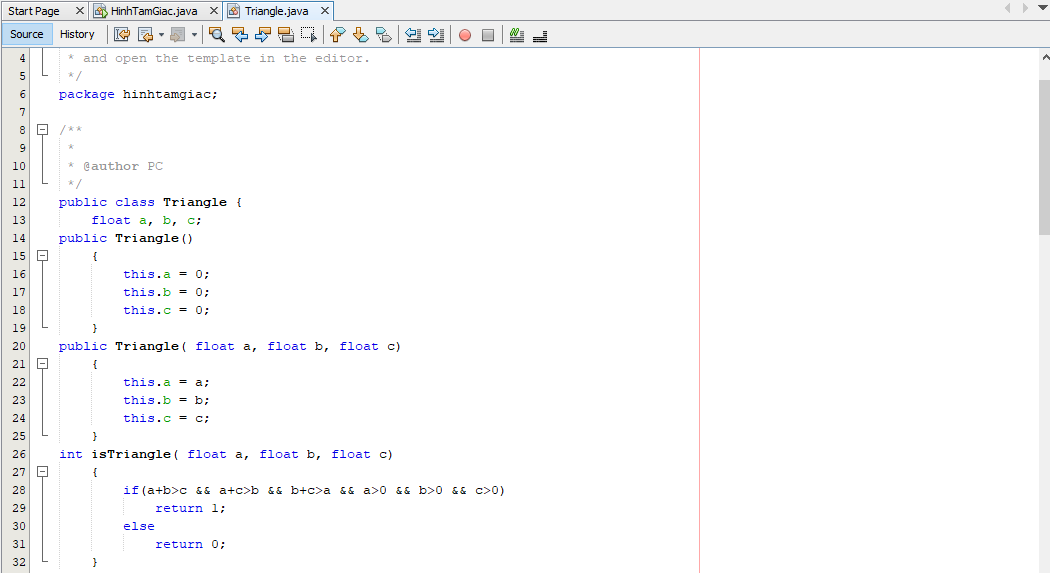 Start Page HinhTamGiac.java Triangle.java
Source History
4 * and open the template in the editor.
5 */
6 package hinhtamgiac;
7
8 /**
9 *
10 * @author PC
11 */
12 public class Triangle {
13 float a, b, c;
14 public Triangle()
15 {
16 this.a = 0;
17 this.b = 0;
18 this.c = 0;
19 }
20 public Triangle( float a, float b, float c)
21 {
22 this.a = a;
23 this.b = b;
24 this.c = c;
25 }
26 int isTriangle( float a, float b, float c)
27 {
28 if(a+b>c && a+c>b && b+c>a && a>0 && b>0 && c>0)
29 return 1;
30 else
31 return 0;
32 }